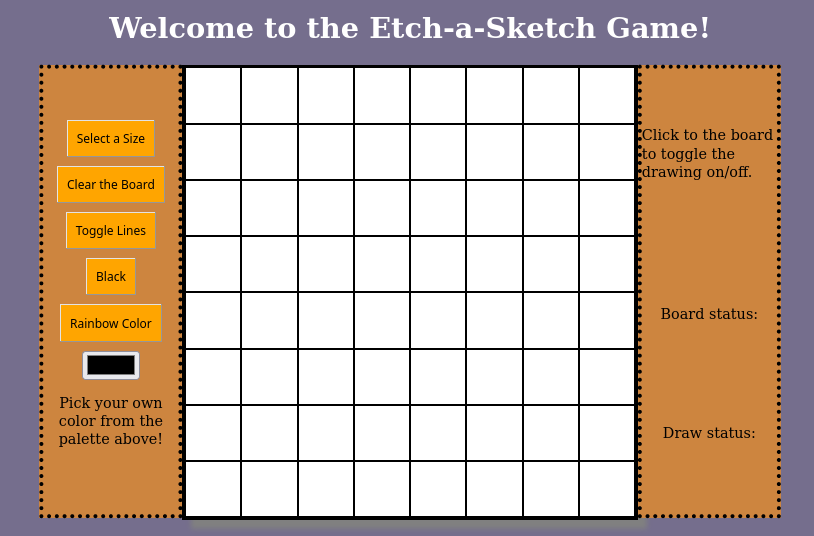 Welcome to the Etch-a-Sketch Game!
Select a Size
Clear the Board
Toggle Lines
Black
Rainbow Color
Pick your own
color from the
palette above!
Click to the board
to toggle the
drawing on/off.
Board status:
Draw status: